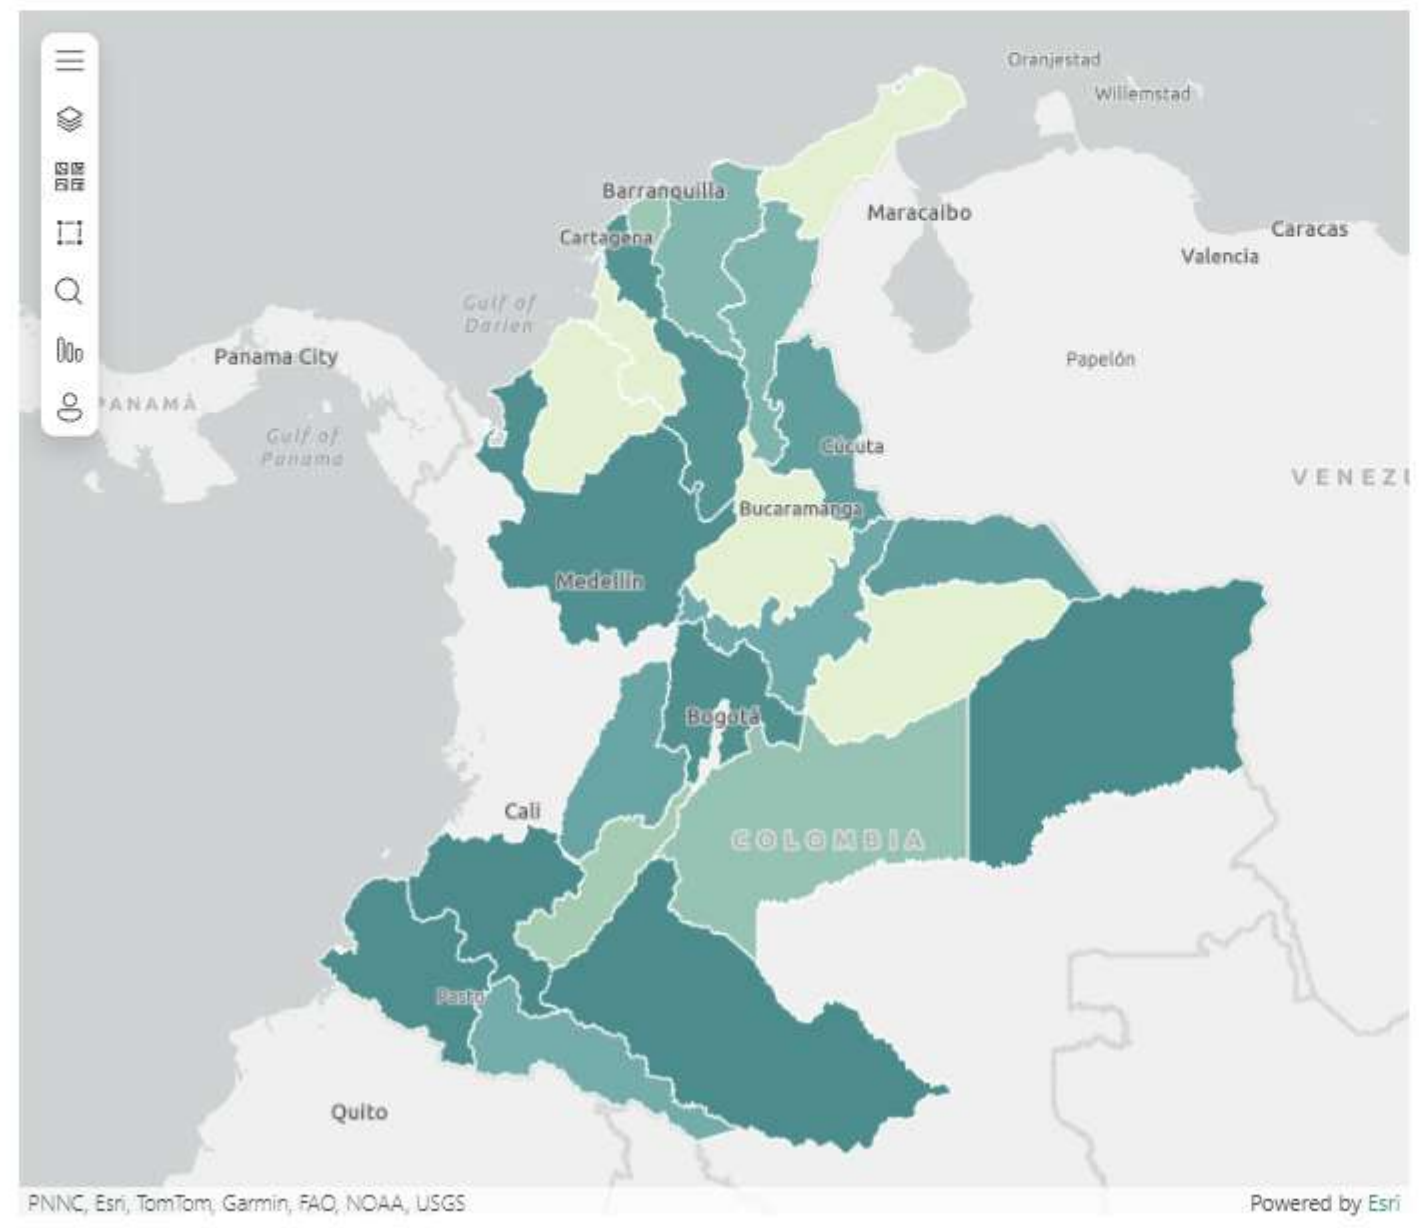 Oranjestad
Willemstad
Barranquilla
Maracaibo
Cartagena
Caracas
Valencia
Gulf of
Darien
Panama City
Papelón
PANAMÁ
Gulf of
Panama
Cúcuta
VENEZU
Bucaramanga
Medellín
Bogotá
Cali
COLOMBIA
Pasto
Quito
PNNC, Esri, TomTom, Garmin, FAO, NOAA, USGS
Powered by Esri